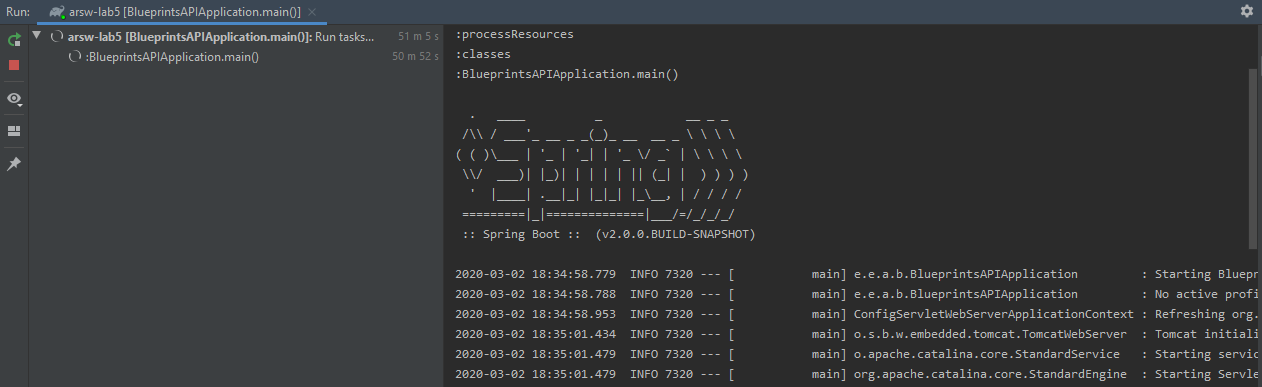 Run: arsw-lab5 [BlueprintsAPIApplication.main()] ×
arsw-lab5 [BlueprintsAPIApplication.main()]: Run tasks... 51 m 5 s
:BlueprintsAPIApplication.main() 50 m 52 s
:processResources
:classes
:BlueprintsAPIApplication.main()
  .   ____          _            __ _ _
 /\\ / ___'_ __ _ _(_)_ __  __ _ \ \ \ \
( ( )\___ | '_ | '_| | '_ \/ _` | \ \ \ \
 \\/  ___)| |_)| | | | | || (_| |  ) ) ) )
  '  |____| .__|_| |_|_| |_\__, | / / / /
 =========|_|==============|___/=/_/_/_/
 :: Spring Boot ::  (v2.0.0.BUILD-SNAPSHOT)
2020-03-02 18:34:58.779  INFO 7320 --- [           main] e.e.a.b.BlueprintsAPIApplication         : Starting Bluepr
2020-03-02 18:34:58.788  INFO 7320 --- [           main] e.e.a.b.BlueprintsAPIApplication         : No active profi
2020-03-02 18:34:58.953  INFO 7320 --- [           main] ConfigServletWebServerApplicationContext : Refreshing org.
2020-03-02 18:35:01.434  INFO 7320 --- [           main] o.s.b.w.embedded.tomcat.TomcatWebServer  : Tomcat initiali
2020-03-02 18:35:01.479  INFO 7320 --- [           main] o.apache.catalina.core.StandardService   : Starting servic
2020-03-02 18:35:01.479  INFO 7320 --- [           main] org.apache.catalina.core.StandardEngine  : Starting Servle